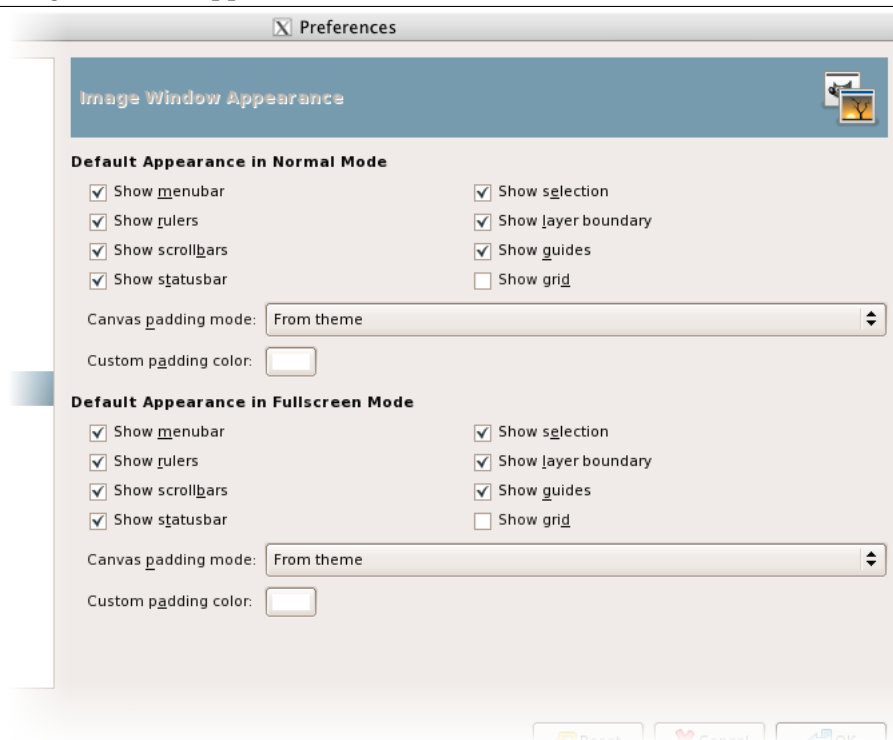 Preferences
Image Window Appearance
Default Appearance in Normal Mode
Show menubar
Show selection
Show rulers
Show layer boundary
Show scrollbars
Show guides
Show statusbar
Show grid
Canvas padding mode: From theme
Custom padding color:
Default Appearance in Fullscreen Mode
Show menubar
Show selection
Show rulers
Show layer boundary
Show scrollbars
Show guides
Show statusbar
Show grid
Canvas padding mode: From theme
Custom padding color:
Reset Cancel OK